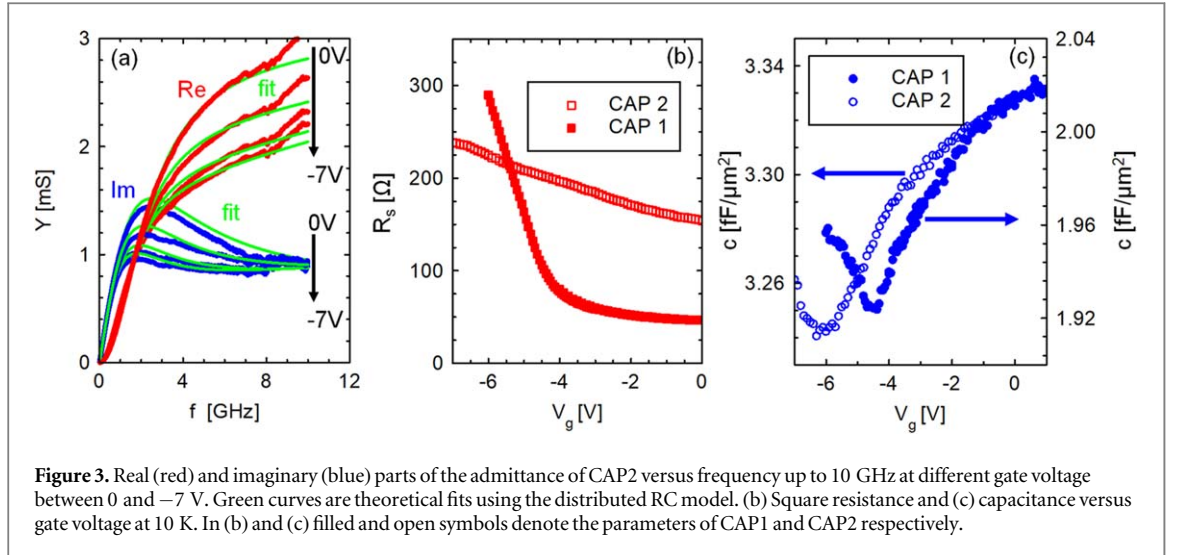 (a)
3
2
1
0
Y [mS]
0
4
8
12
f [GHz]
Re
fit
0V
-7V
Im
fit
0V
-7V
(b)
300
250
200
150
100
50
0
Rs [Ω]
-6
-4
-2
0
Vg [V]
CAP 2
CAP 1
(c)
3.34
3.30
3.26
c [fF/µm²]
2.04
2.00
1.96
1.92
c [fF/µm²]
-6
-4
-2
0
Vg [V]
CAP 1
CAP 2
Figure 3. Real (red) and imaginary (blue) parts of the admittance of CAP2 versus frequency up to 10 GHz at different gate voltage
between 0 and −7 V. Green curves are theoretical fits using the distributed RC model. (b) Square resistance and (c) capacitance versus
gate voltage at 10 K. In (b) and (c) filled and open symbols denote the parameters of CAP1 and CAP2 respectively.